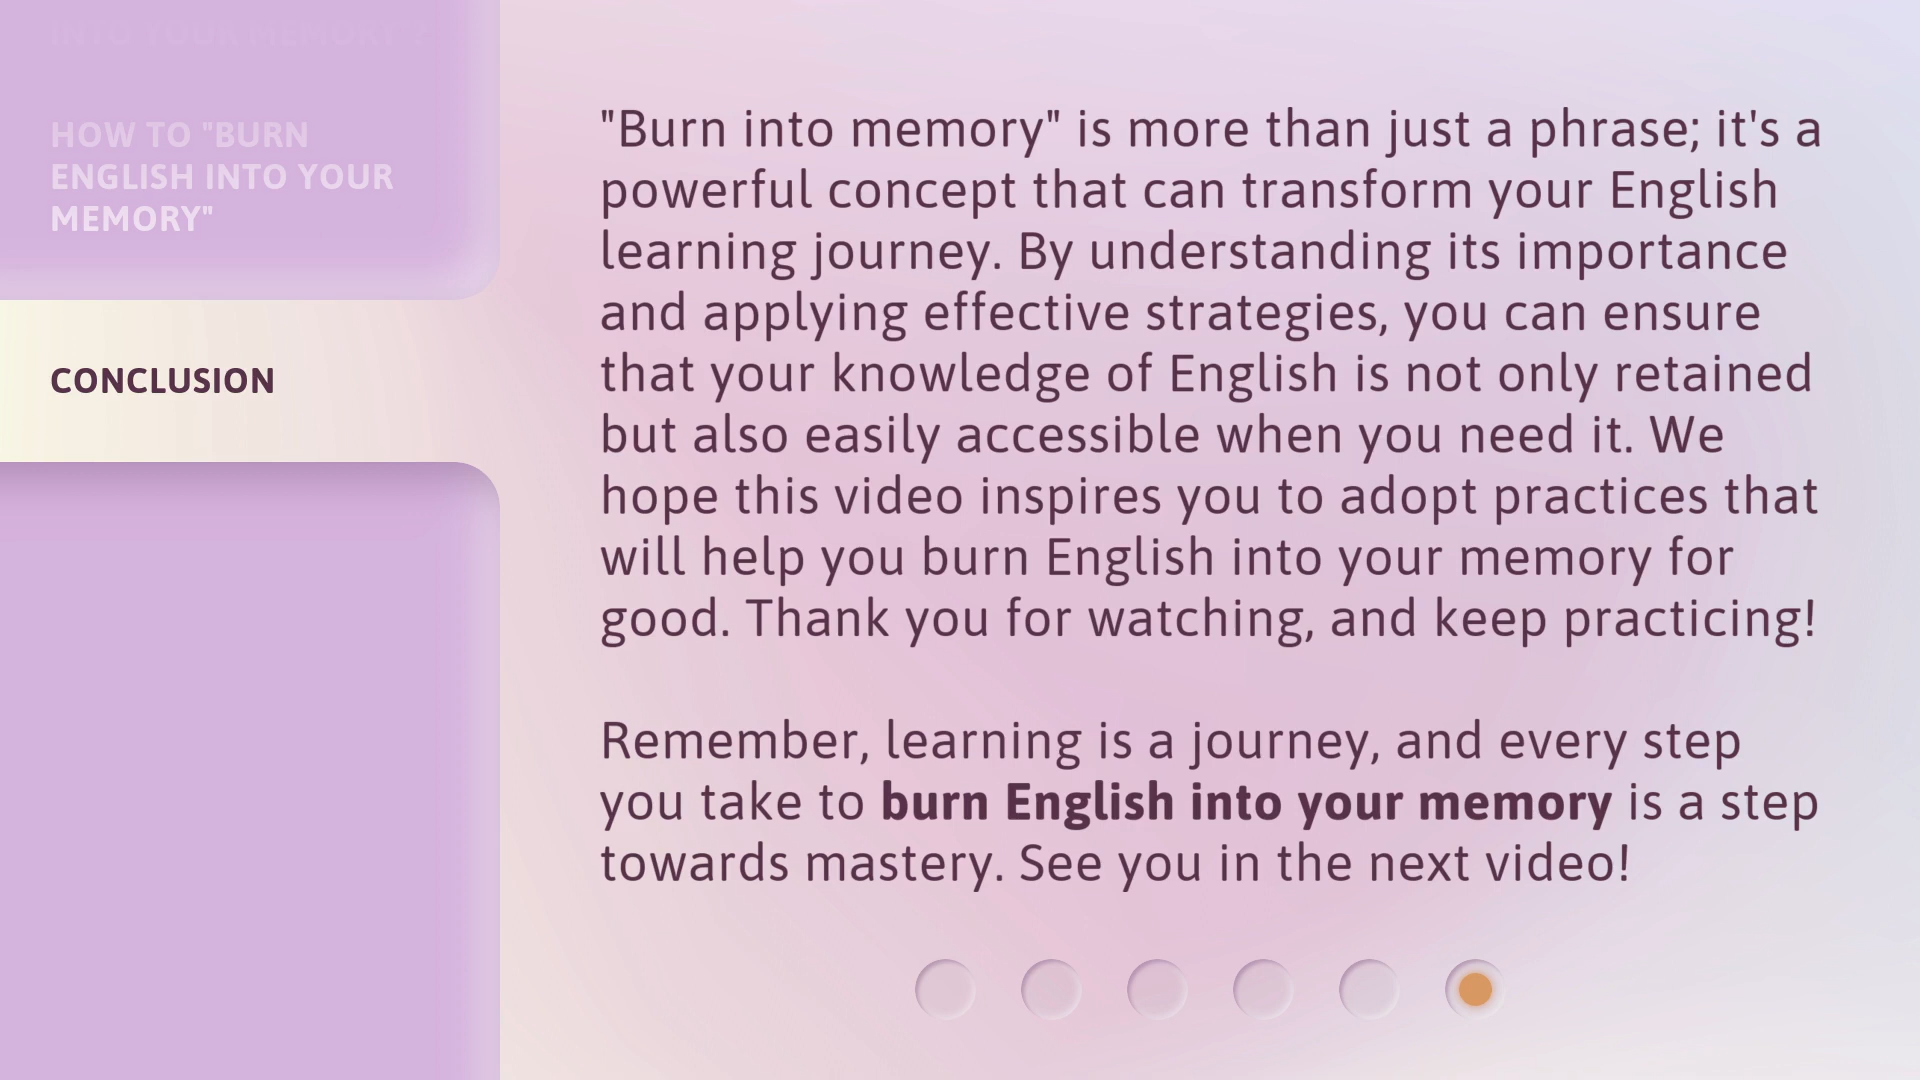 INTO YOUR MEMORY"?
HOW TO "BURN
ENGLISH INTO YOUR
MEMORY"
CONCLUSION
"Burn into memory" is more than just a phrase; it's a
powerful concept that can transform your English
learning journey. By understanding its importance
and applying effective strategies, you can ensure
that your knowledge of English is not only retained
but also easily accessible when you need it. We
hope this video inspires you to adopt practices that
will help you burn English into your memory for
good. Thank you for watching, and keep practicing!
Remember, learning is a journey, and every step
you take to burn English into your memory is a step
towards mastery. See you in the next video!